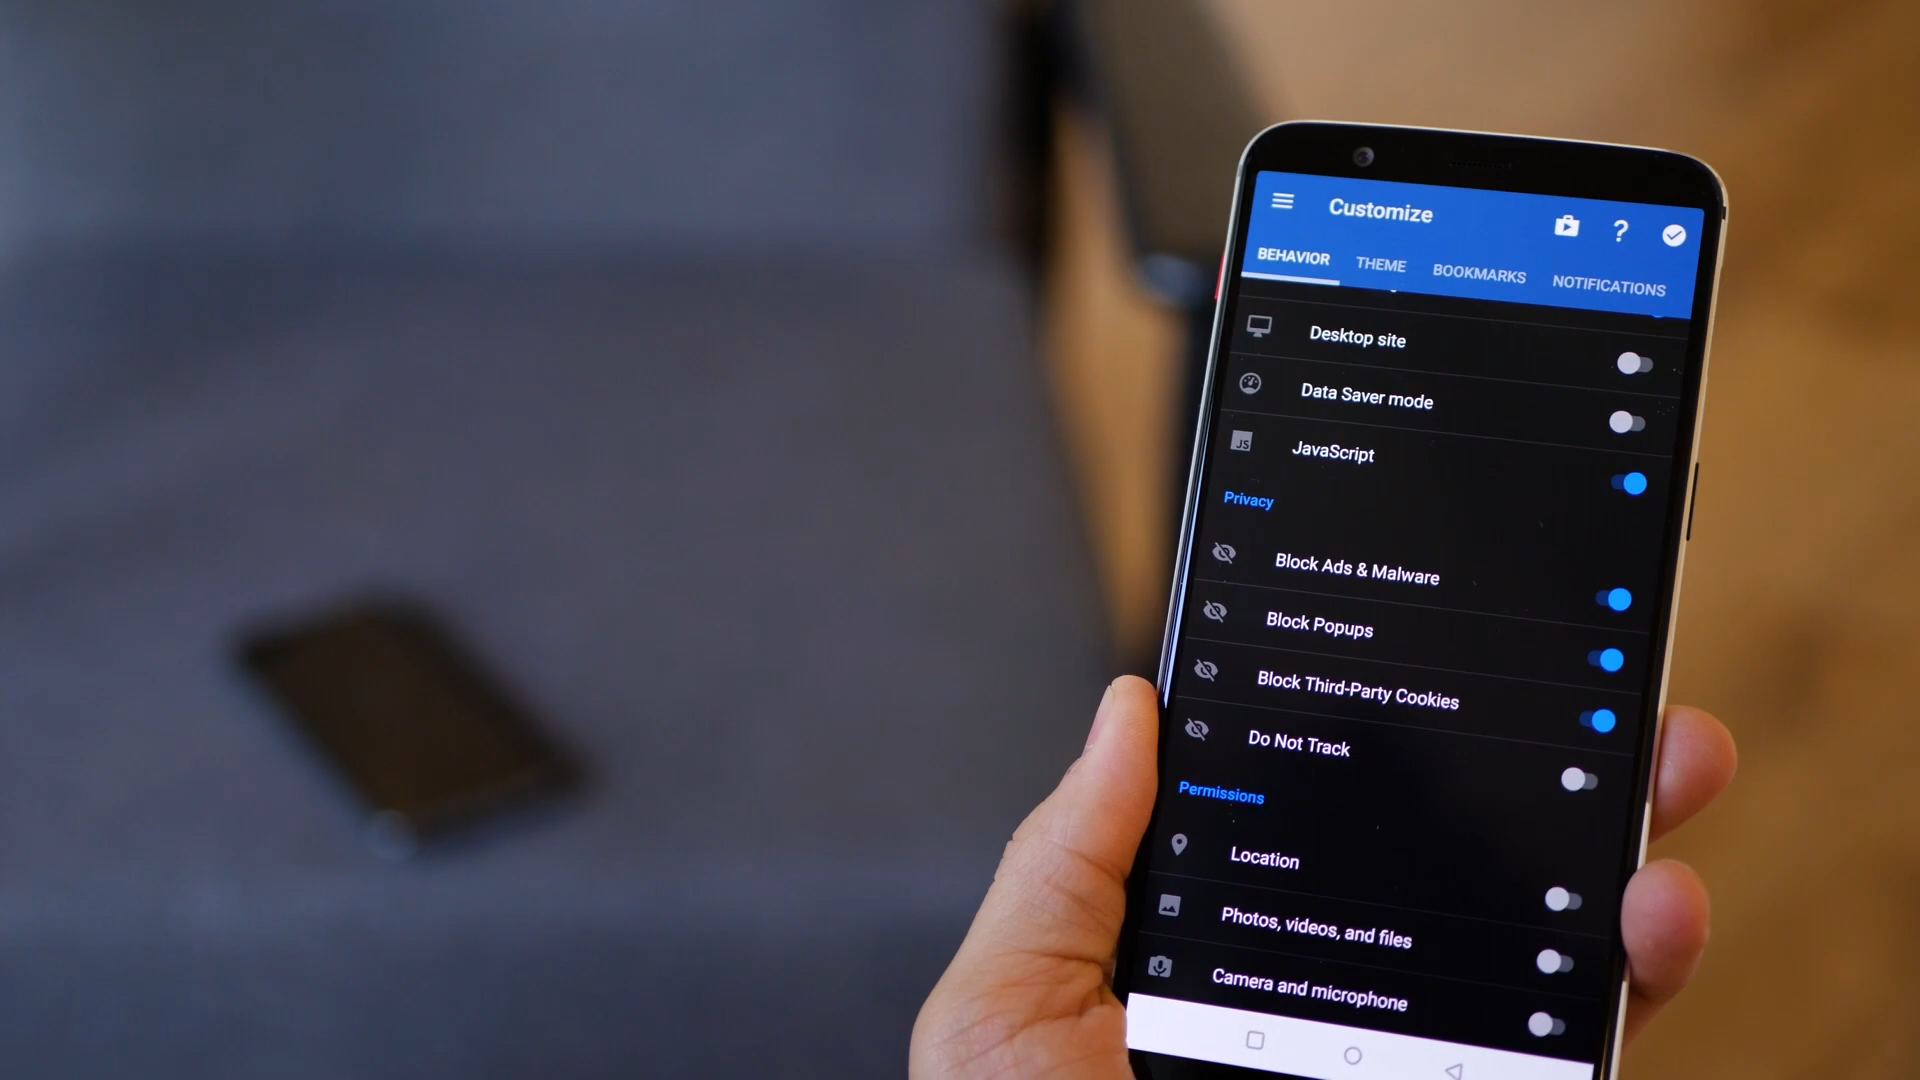 Customize
?
BEHAVIOR THEME BOOKMARKS NOTIFICATIONS
Desktop site
Data Saver mode
JS JavaScript
Privacy
Block Ads & Malware
Block Popups
Block Third-Party Cookies
Do Not Track
Permissions
Location
Photos, videos, and files
Camera and microphone